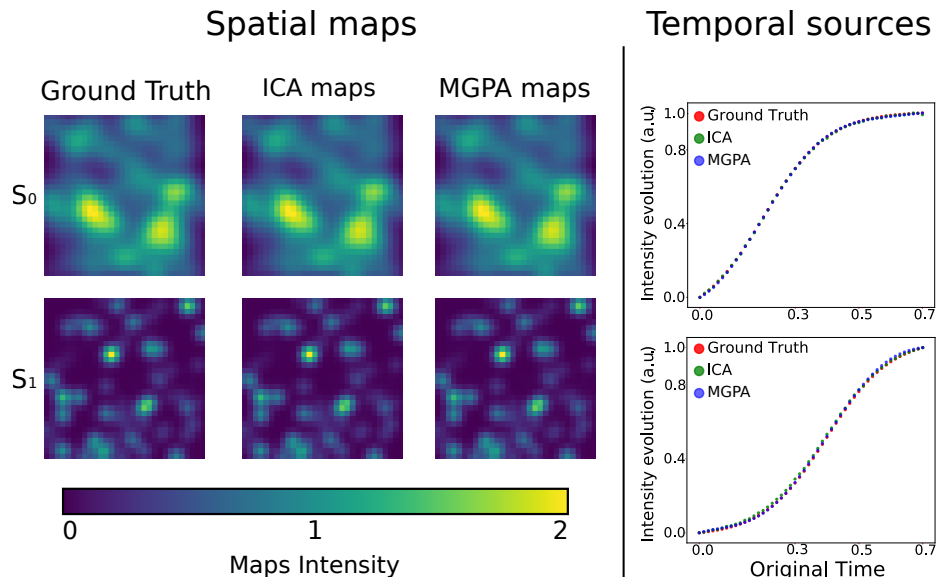 Spatial maps
Temporal sources
Ground Truth
ICA maps
MGPA maps
S₀
S₁
0
1
2
Maps Intensity
Intensity evolution (a.u.)
1.0
0.8
0.4
0.0
Ground Truth
ICA
MGPA
0.0
0.3
0.5
0.7
Intensity evolution (a.u.
1.0
0.8
0.4
0.0
Ground Truth
ICA
MGPA
0.0
0.3
0.5
0.7
Original Time